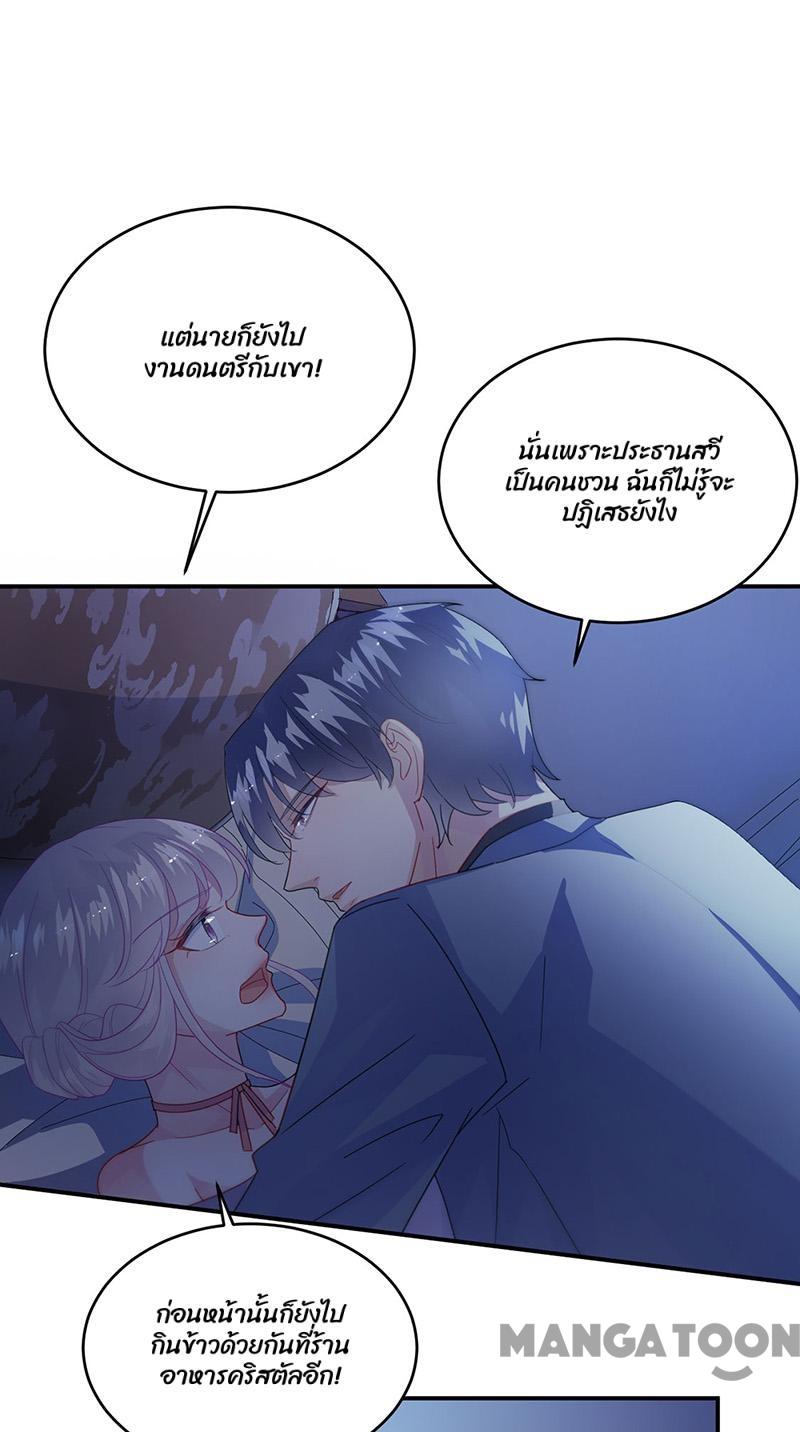 แต่นายก็ยังไป
งานดนตรีกับเขา!
นั่นเพราะประธานสวี
เป็นคนชวน ฉันก็ไม่รู้จะ
ปฏิเสธยังไง
ก่อนหน้านั้นก็ยังไป
กินข้าวด้วยกันที่ร้าน
อาหารคริสตัลอีก!
MANGATOON